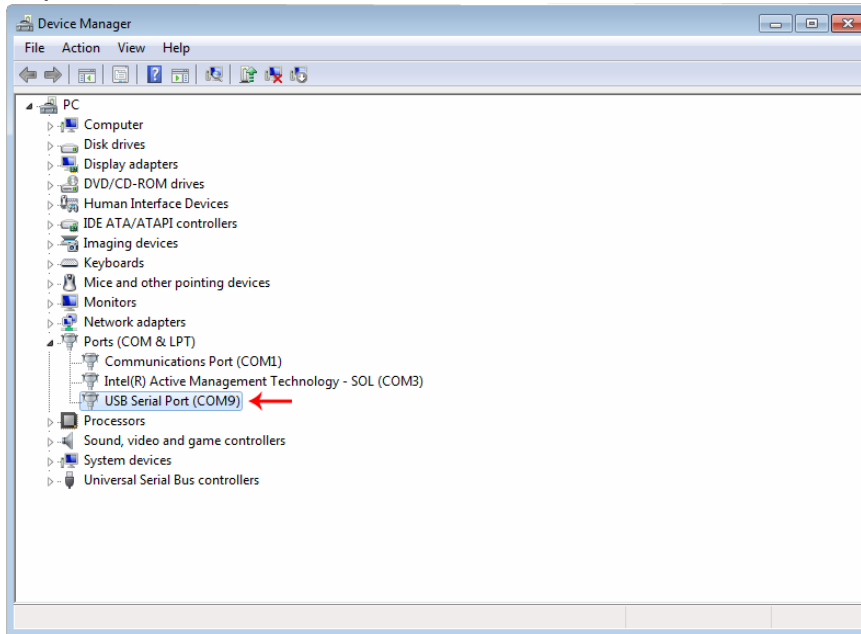 Device Manager
File Action View Help
PC
Computer
Disk drives
Display adapters
DVD/CD-ROM drives
Human Interface Devices
IDE ATA/ATAPI controllers
Imaging devices
Keyboards
Mice and other pointing devices
Monitors
Network adapters
Ports (COM & LPT)
Communications Port (COM1)
Intel(R) Active Management Technology - SOL (COM3)
USB Serial Port (COM9)
Processors
Sound, video and game controllers
System devices
Universal Serial Bus controllers